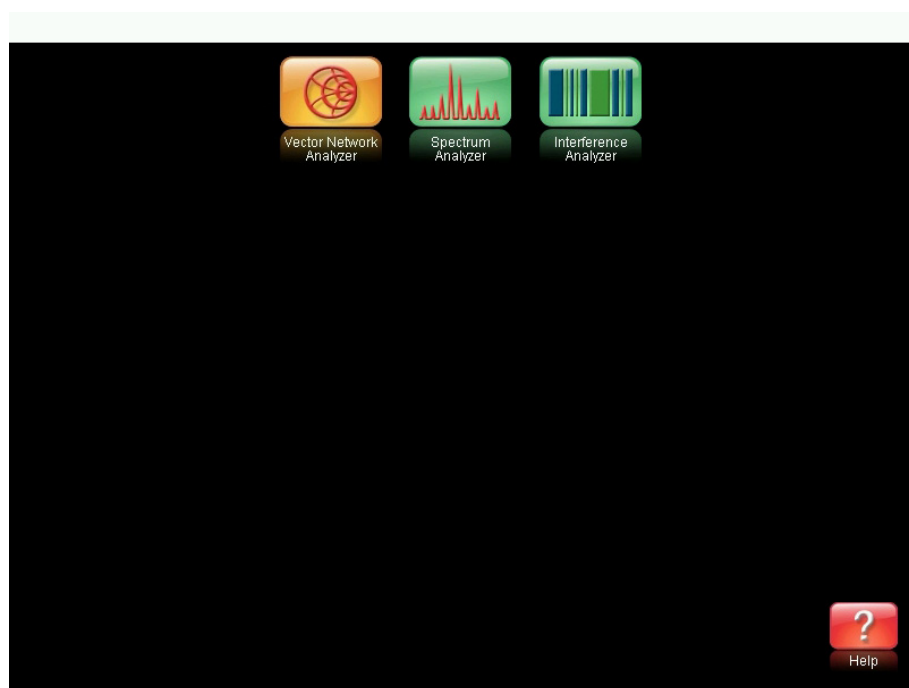 Vector Network
Analyzer
Spectrum
Analyzer
Interference
Analyzer
?
Help